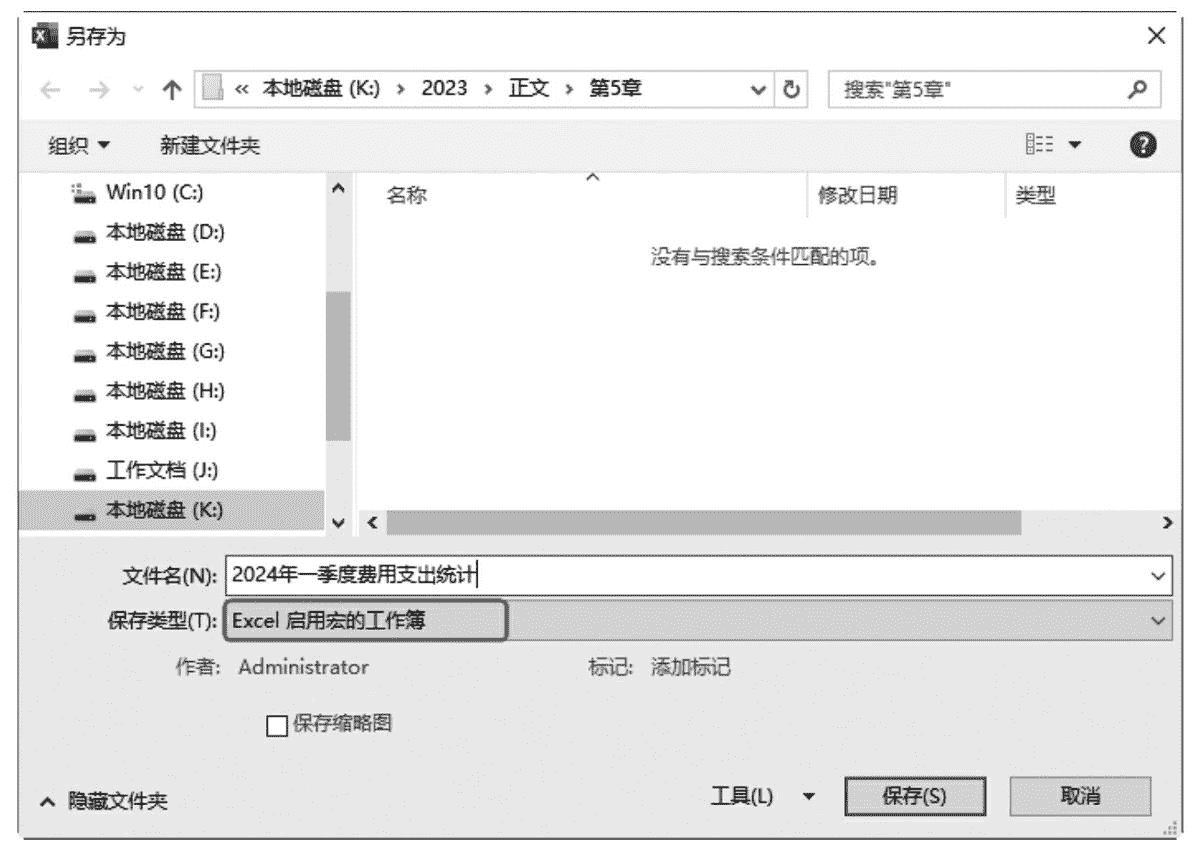 另存为
« 本地磁盘 (K:) › 2023 › 正文 › 第5章 搜索"第5章"
组织 新建文件夹
Win10 (C:)
本地磁盘 (D:)
本地磁盘 (E:)
本地磁盘 (F:)
本地磁盘 (G:)
本地磁盘 (H:)
本地磁盘 (I:)
工作文档 (J:)
本地磁盘 (K:)
名称 修改日期 类型
没有与搜索条件匹配的项。
文件名(N): 2024年一季度费用支出统计
保存类型(T): Excel 启用宏的工作簿
作者: Administrator 标记: 添加标记
保存缩略图
隐藏文件夹 工具(L) 保存(S) 取消